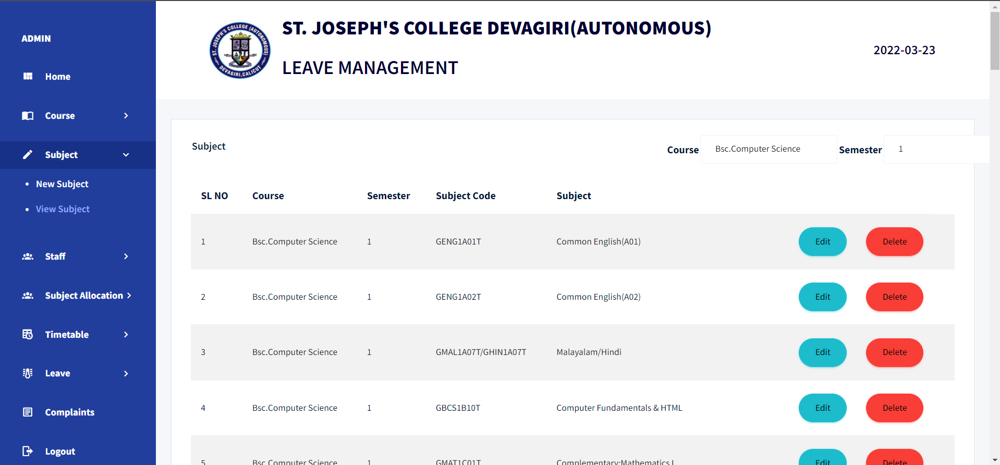 ADMIN
Home
Course
Subject
New Subject
View Subject
Staff
Subject Allocation
Timetable
Leave
Complaints
Logout
ST. JOSEPH'S COLLEGE (AUTONOMOUS)
DEVAGIRI, CALICUT
ST. JOSEPH'S COLLEGE DEVAGIRI(AUTONOMOUS)
LEAVE MANAGEMENT
2022-03-23
Subject
Course Bsc.Computer Science Semester 1
SL NO Course Semester Subject Code Subject
1 Bsc.Computer Science 1 GENG1A01T Common English(A01) Edit Delete
2 Bsc.Computer Science 1 GENG1A02T Common English(A02) Edit Delete
3 Bsc.Computer Science 1 GMAL1A07T/GHIN1A07T Malayalam/Hindi Edit Delete
4 Bsc.Computer Science 1 GBCS1B10T Computer Fundamentals & HTML Edit Delete
5 Bsc.Computer Science 1 GMAT1C01T Complementary:Mathematics I Edit Delete